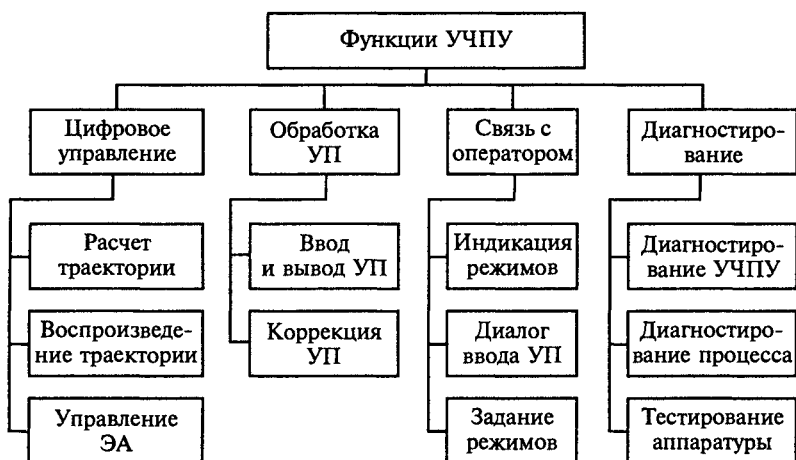 Функции УЧПУ
Цифровое
управление
Обработка
УП
Связь с
оператором
Диагностиро-
вание
Расчет
траектории
Ввод
и вывод УП
Индикация
режимов
Диагностиро-
вание УЧПУ
Воспроизведе-
ние траектории
Коррекция
УП
Диалог
ввода УП
Диагностиро-
вание процесса
Управление
ЭА
Задание
режимов
Тестирование
аппаратуры